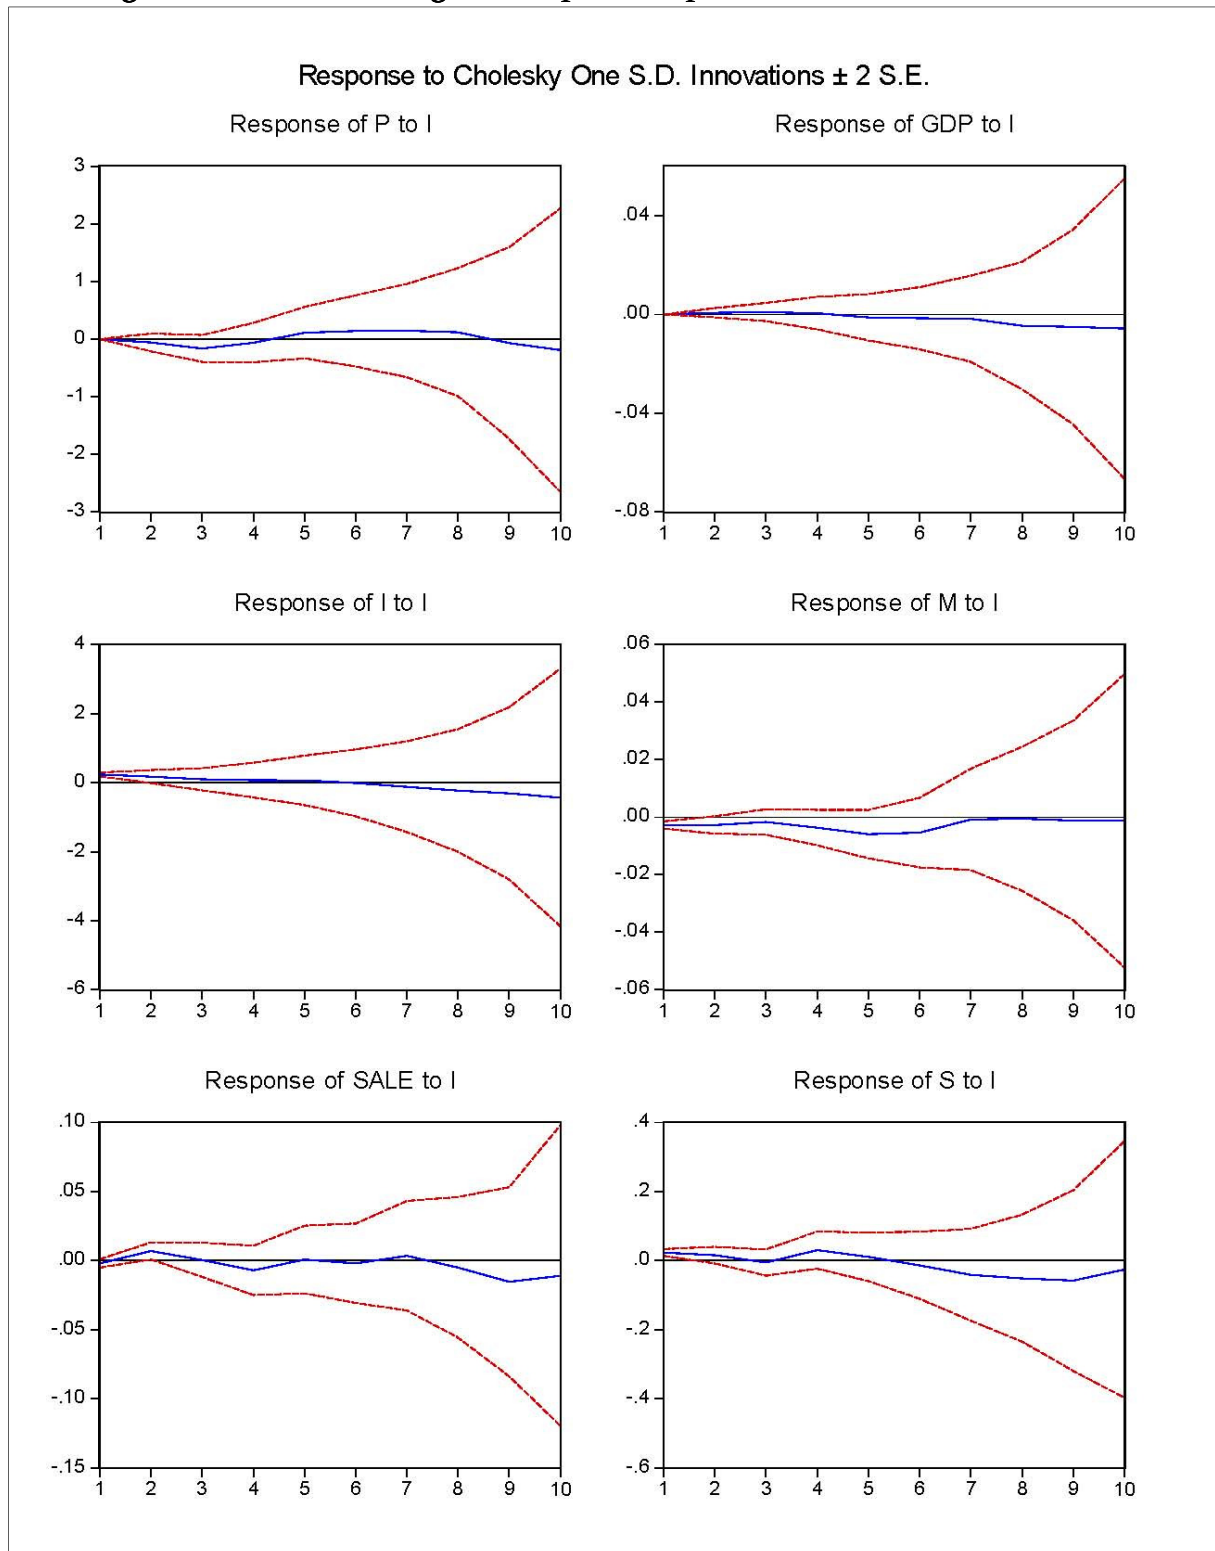 Response to Cholesky One S.D. Innovations ± 2 S.E.
Response of P to I
3
2
1
0
-1
-2
-3
1 2 3 4 5 6 7 8 9 10
Response of GDP to I
.04
.00
-.04
-.08
1 2 3 4 5 6 7 8 9 10
Response of I to I
4
2
0
-2
-4
-6
1 2 3 4 5 6 7 8 9 10
Response of M to I
.06
.04
.02
.00
-.02
-.04
-.06
1 2 3 4 5 6 7 8 9 10
Response of SALE to I
.10
.05
.00
-.05
-.10
-.15
1 2 3 4 5 6 7 8 9 10
Response of S to I
.4
.2
.0
-.2
-.4
-.6
1 2 3 4 5 6 7 8 9 10